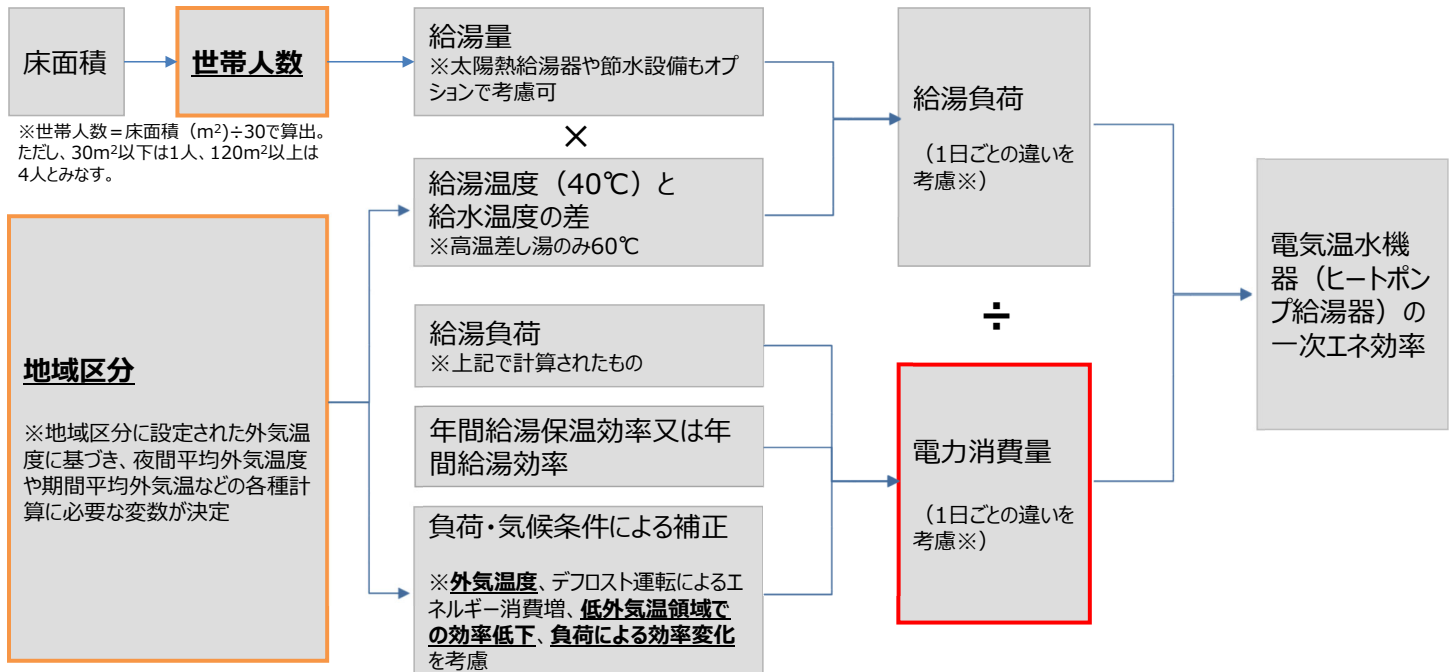 床面積
世帯人数
※世帯人数＝床面積（m²)÷30で算出。
ただし、30m²以下は1人、120m²以上は
4人とみなす。
給湯量
※太陽熱給湯器や節水設備もオプ
ションで考慮可
×
給湯温度（40℃）と
給水温度の差
※高温差し湯のみ60℃
給湯負荷
（1日ごとの違いを
考慮※）
地域区分
※地域区分に設定された外気温
度に基づき、夜間平均外気温度
や期間平均外気温などの各種計
算に必要な変数が決定
給湯負荷
※上記で計算されたもの
年間給湯保温効率又は年
間給湯効率
負荷・気候条件による補正
※外気温度、デフロスト運転によるエ
ネルギー消費増、低外気温領域で
の効率低下、負荷による効率変化
を考慮
÷
電力消費量
（1日ごとの違いを
考慮※）
電気温水機
器（ヒートポン
プ給湯器）の
一次エネ効率